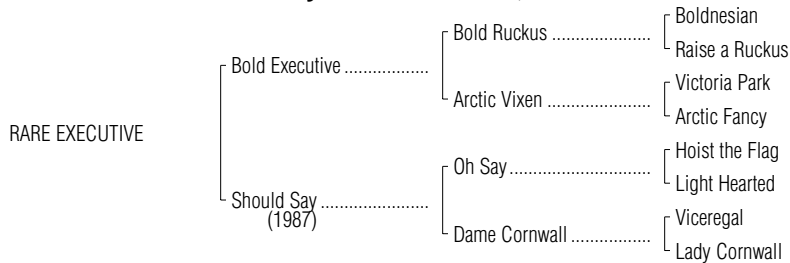 Boldnesian
Bold Ruckus .....................
Raise a Ruckus
Bold Executive ..................
Victoria Park
Arctic Vixen .....................
Arctic Fancy
RARE EXECUTIVE
Hoist the Flag
Oh Say.............................
Light Hearted
Should Say .......................
(1987)
Viceregal
Dame Cornwall .................
Lady Cornwall